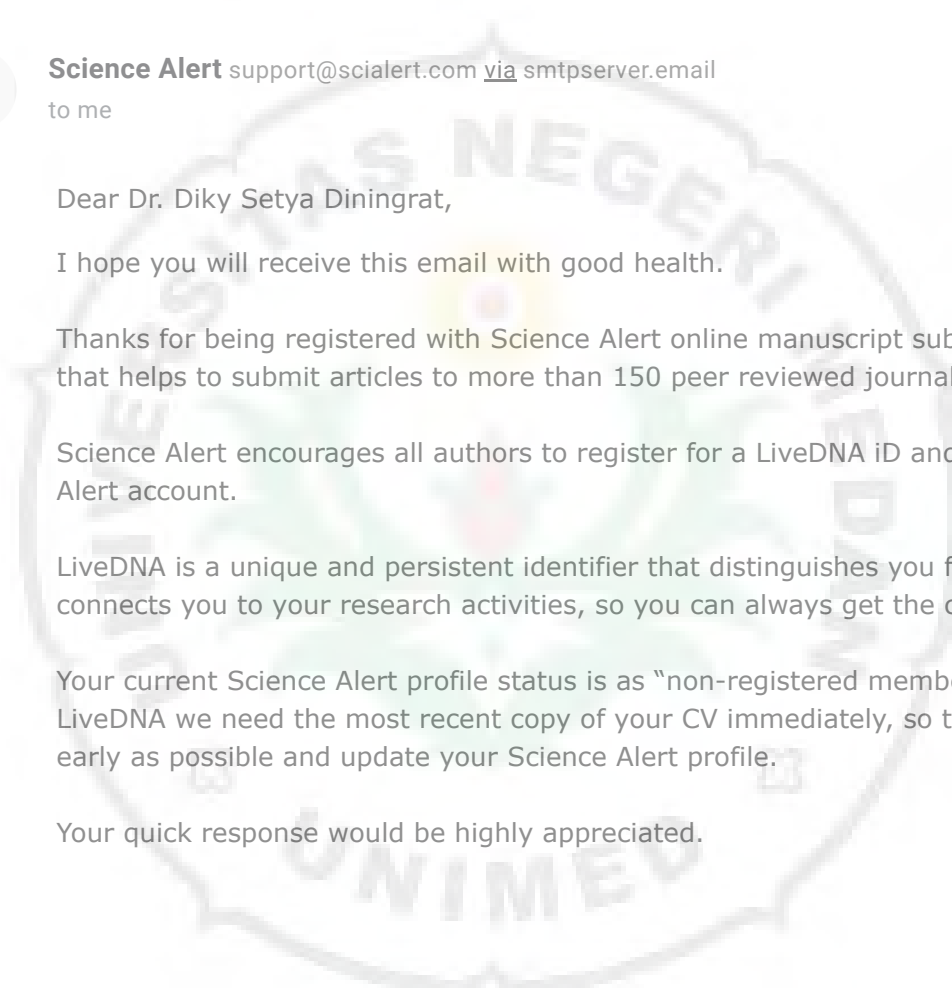 Science Alert support@scialert.com via smtpserver.email
to me
Dear Dr. Diky Setya Diningrat,
I hope you will receive this email with good health.
Thanks for being registered with Science Alert online manuscript sub
that helps to submit articles to more than 150 peer reviewed journal
Science Alert encourages all authors to register for a LiveDNA iD and
Alert account.
LiveDNA is a unique and persistent identifier that distinguishes you f
connects you to your research activities, so you can always get the c
Your current Science Alert profile status is as “non-registered membe
LiveDNA we need the most recent copy of your CV immediately, so t
early as possible and update your Science Alert profile.
Your quick response would be highly appreciated.
UNIVERSITAS NEGERI MEDAN
UNIMED